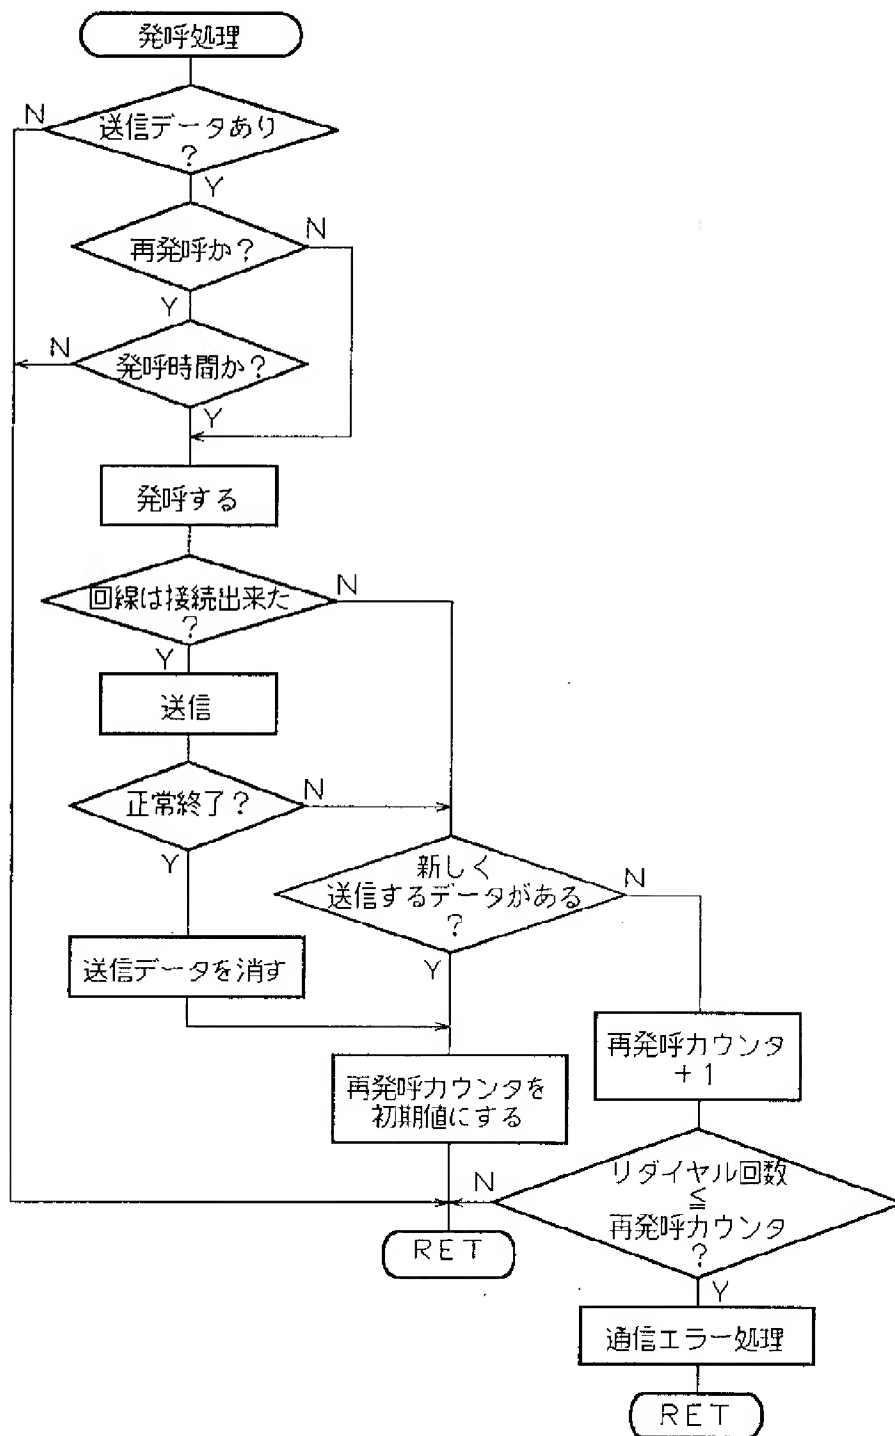 発呼処理
N
送信データあり
?
Y
再発呼か?
N
Y
発呼時間か?
N
Y
発呼する
回線は接続出来た
?
N
Y
送信
正常終了?
N
Y
新しく
送信するデータがある
?
N
Y
送信データを消す
再発呼カウンタ
+1
再発呼カウンタを
初期値にする
リダイヤル回数
≦
再発呼カウンタ
?
N
RET
Y
通信エラー処理
RET